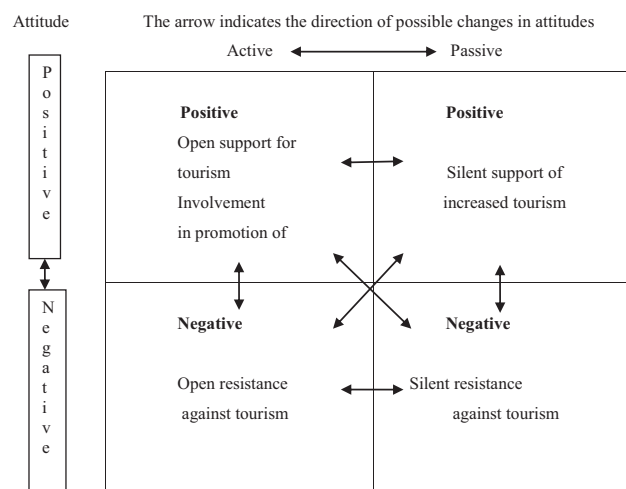 Attitude
The arrow indicates the direction of possible changes in attitudes
Active
Passive
Positive
Positive
Open support for
tourism
Involvement
in promotion of
Positive
Silent support of
increased tourism
Negative
Negative
Open resistance
against tourism
Negative
Silent resistance
against tourism